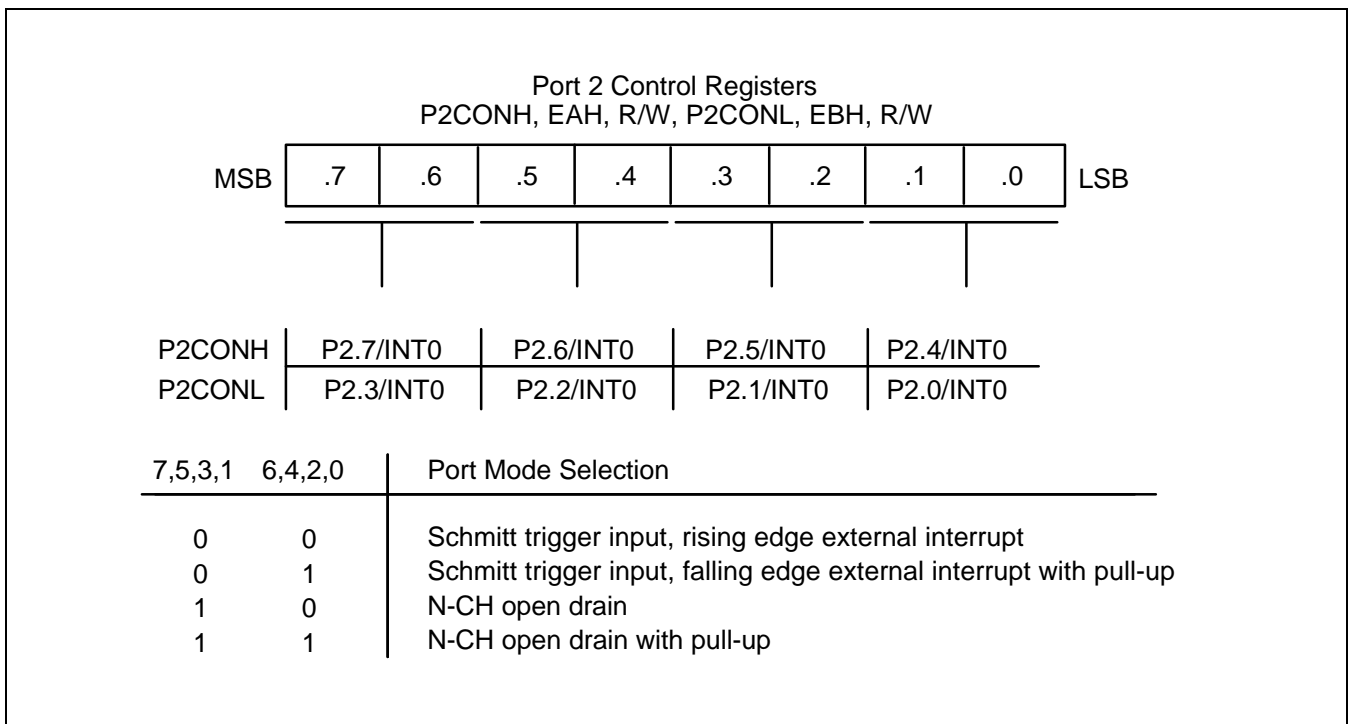 Port 2 Control Registers
P2CONH, EAH, R/W, P2CONL, EBH, R/W
MSB .7 .6 .5 .4 .3 .2 .1 .0 LSB
P2CONH P2.7/INT0 P2.6/INT0 P2.5/INT0 P2.4/INT0
P2CONL P2.3/INT0 P2.2/INT0 P2.1/INT0 P2.0/INT0
7,5,3,1 6,4,2,0 Port Mode Selection
0 0 Schmitt trigger input, rising edge external interrupt
0 1 Schmitt trigger input, falling edge external interrupt with pull-up
1 0 N-CH open drain
1 1 N-CH open drain with pull-up